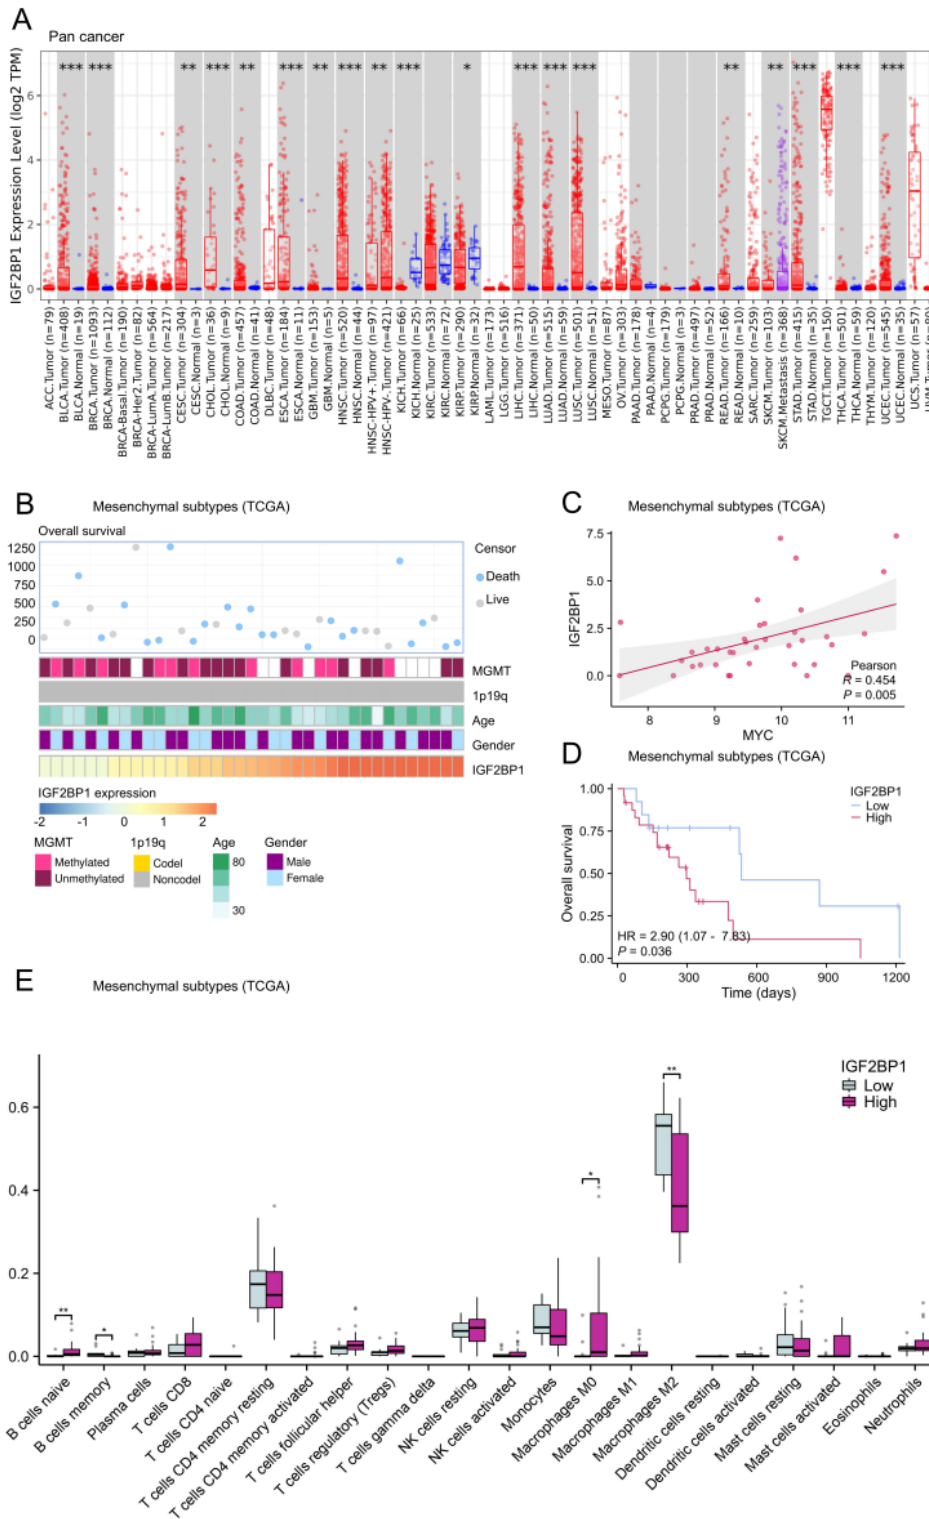 A
Pan cancer
*** *** ** *** ** *** ** *** ** *** * *** *** *** ** ** *** *** ***
IGF2BP1 Expression Level (log2 TPM)
6
4
2
0
ACC.Tumor (n=79)
BLCA.Tumor (n=408)
BLCA.Normal (n=19)
BRCA.Tumor (n=1093)
BRCA.Normal (n=112)
BRCA-Basal.Tumor (n=190)
BRCA-Her2.Tumor (n=82)
BRCA-LumA.Tumor (n=564)
BRCA-LumB.Tumor (n=217)
CESC.Tumor (n=304)
CESC.Normal (n=3)
CHOL.Tumor (n=36)
CHOL.Normal (n=9)
COAD.Tumor (n=457)
COAD.Normal (n=41)
DLBC.Tumor (n=48)
ESCA.Tumor (n=184)
ESCA.Normal (n=11)
GBM.Tumor (n=153)
GBM.Normal (n=5)
HNSC.Tumor (n=520)
HNSC.Normal (n=44)
HNSC-HPV+.Tumor (n=97)
HNSC-HPV-.Tumor (n=421)
KICH.Tumor (n=66)
KICH.Normal (n=25)
KIRC.Tumor (n=533)
KIRC.Normal (n=72)
KIRP.Tumor (n=290)
KIRP.Normal (n=32)
LAML.Tumor (n=173)
LGG.Tumor (n=516)
LIHC.Tumor (n=371)
LIHC.Normal (n=50)
LUAD.Tumor (n=515)
LUAD.Normal (n=59)
LUSC.Tumor (n=501)
LUSC.Normal (n=51)
MESO.Tumor (n=87)
OV.Tumor (n=303)
PAAD.Tumor (n=178)
PAAD.Normal (n=4)
PCPG.Tumor (n=179)
PCPG.Normal (n=3)
PRAD.Tumor (n=497)
PRAD.Normal (n=52)
READ.Tumor (n=166)
READ.Normal (n=10)
SARC.Tumor (n=259)
SKCM.Tumor (n=103)
SKCM.Metastasis (n=368)
STAD.Tumor (n=415)
STAD.Normal (n=35)
TGCT.Tumor (n=150)
THCA.Tumor (n=501)
THCA.Normal (n=59)
THYM.Tumor (n=120)
UCEC.Tumor (n=545)
UCEC.Normal (n=35)
UCS.Tumor (n=57)
B
Mesenchymal subtypes (TCGA)
Overall survival
1250
1000
750
500
250
0
Censor
Death
Live
MGMT
1p19q
Age
Gender
IGF2BP1
IGF2BP1 expression
-2 -1 0 1 2
MGMT
Methylated
Unmethylated
1p19q
Codel
Noncodel
Age
80
30
Gender
Male
Female
C
Mesenchymal subtypes (TCGA)
IGF2BP1
7.5
5.0
2.5
0.0
Pearson
R = 0.454
P = 0.005
8 9 10 11
MYC
D
Mesenchymal subtypes (TCGA)
IGF2BP1
Low
High
Overall survival
1.00
0.75
0.50
0.25
0.00
HR = 2.90 (1.07 - 7.83)
P = 0.036
0 300 600 900 1200
Time (days)
E
Mesenchymal subtypes (TCGA)
IGF2BP1
Low
High
0.6
0.4
0.2
0.0
** * * **
B cells naive
B cells memory
Plasma cells
T cells CD8
T cells CD4 naive
T cells CD4 memory resting
T cells CD4 memory activated
T cells follicular helper
T cells regulatory (Tregs)
T cells gamma delta
NK cells resting
NK cells activated
Monocytes
Macrophages M0
Macrophages M1
Macrophages M2
Dendritic cells resting
Dendritic cells activated
Mast cells resting
Mast cells activated
Eosinophils
Neutrophils